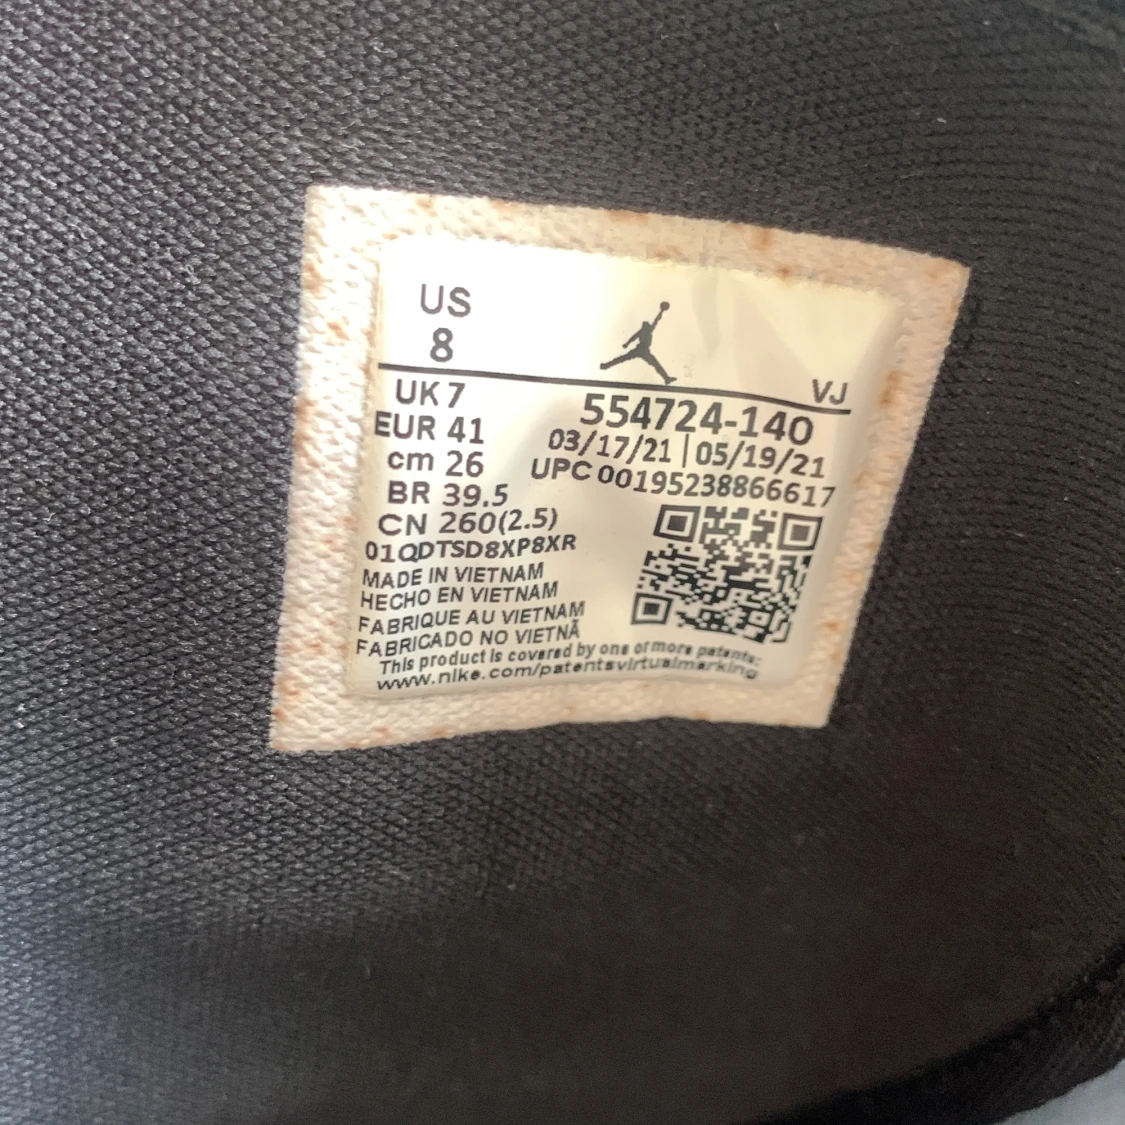 US
8
VJ
UK 7
554724-140
EUR 41
03/17/21 | 05/19/21
cm 26
UPC 00195238866617
BR 39.5
CN 260(2.5)
01QDTSD8XP8XR
MADE IN VIETNAM
HECHO EN VIETNAM
FABRIQUE AU VIETNAM
FABRICADO NO VIETNÃ
This product is covered by one or more patents:
www.nike.com/patentsvirtualmarking